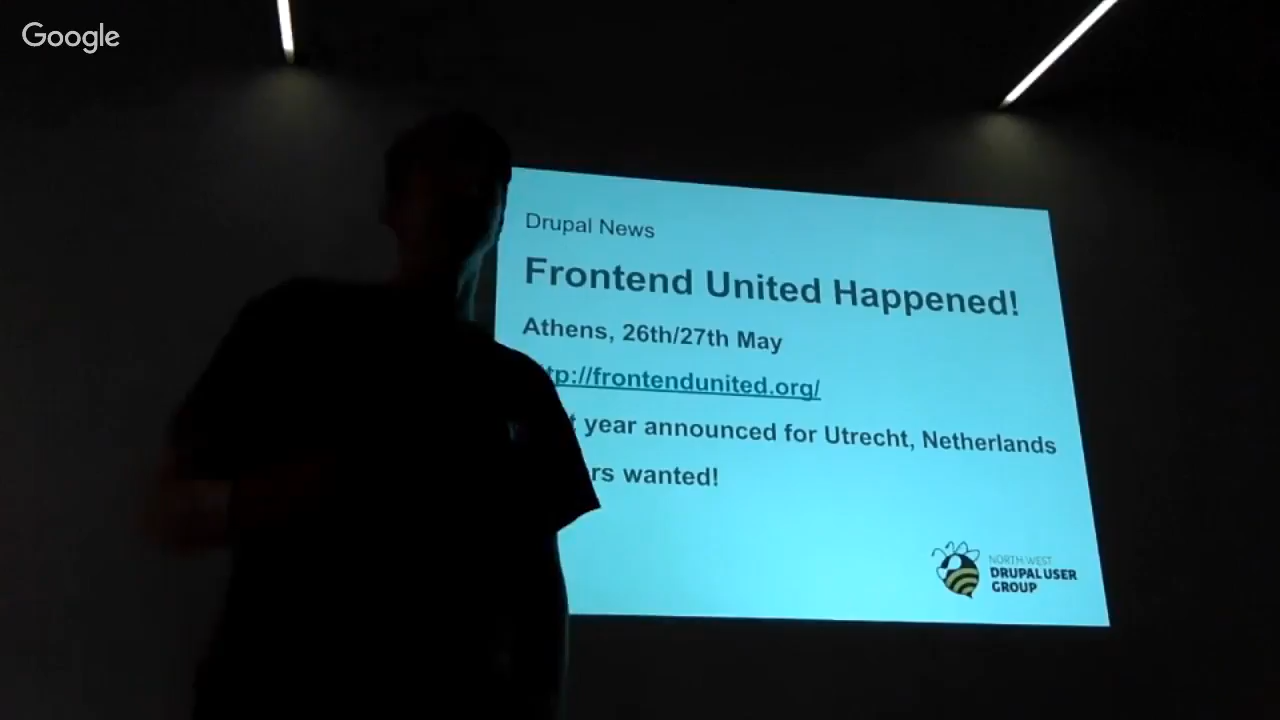 Google
Drupal News
Frontend United Happened!
Athens, 26th/27th May
tp://frontendunited.org/
year announced for Utrecht, Netherlands
rs wanted!
NORTH WEST
DRUPAL USER
GROUP